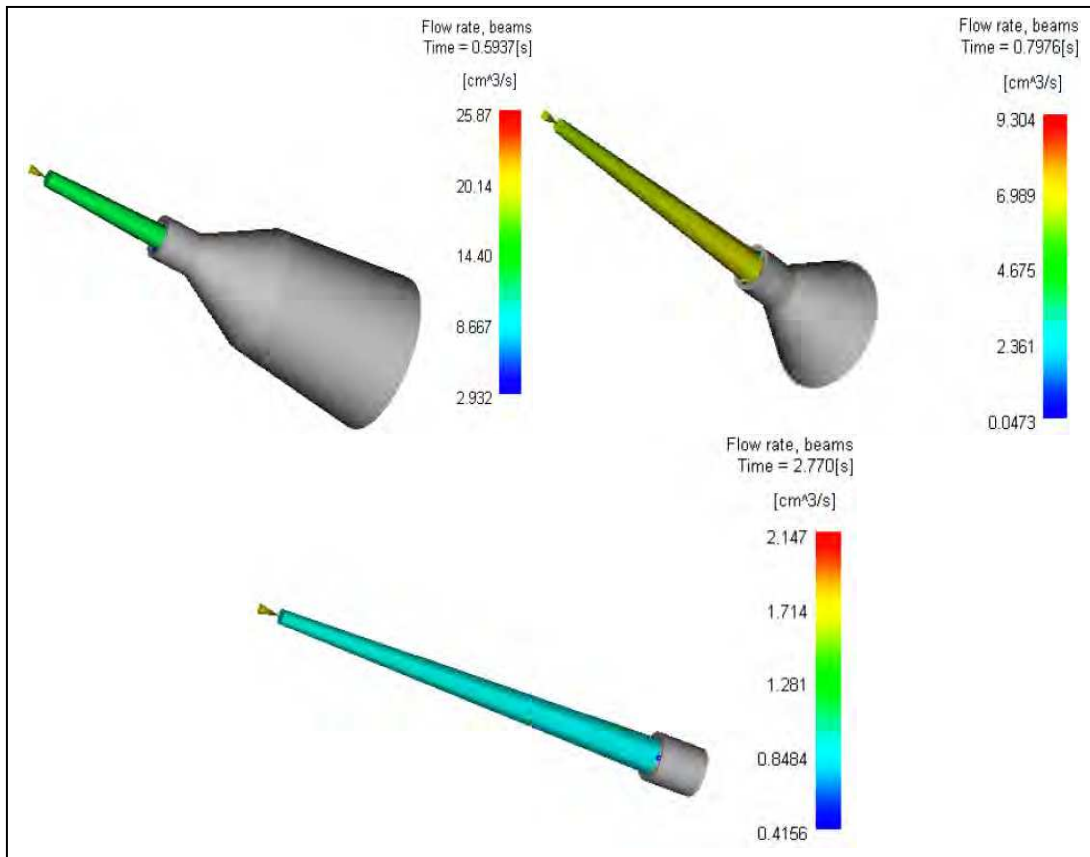 Flow rate, beams
Time = 0.5937[s]
[cm^3/s]
25.87
20.14
14.40
8.667
2.932
Flow rate, beams
Time = 0.7976[s]
[cm^3/s]
9.304
6.989
4.675
2.361
0.0473
Flow rate, beams
Time = 2.770[s]
[cm^3/s]
2.147
1.714
1.281
0.8484
0.4156